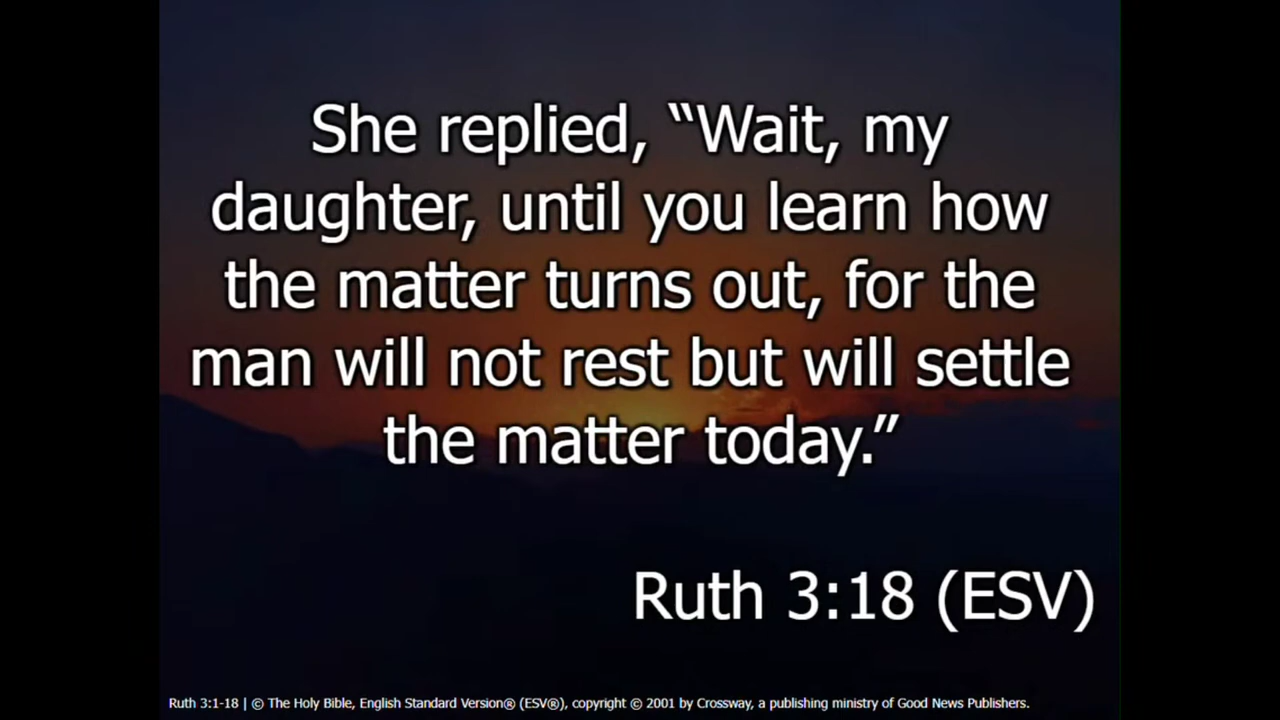 She replied, “Wait, my
daughter, until you learn how
the matter turns out, for the
man will not rest but will settle
the matter today.”
Ruth 3:18 (ESV)
Ruth 3:1-18 | © The Holy Bible, English Standard Version® (ESV®), copyright © 2001 by Crossway, a publishing ministry of Good News Publishers.